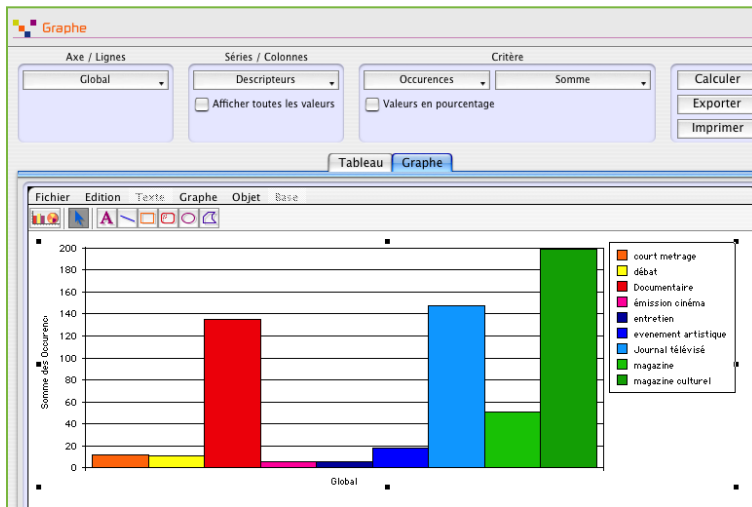 Graphe
Axe / Lignes
Séries / Colonnes
Critère
Global
Descripteurs
Occurences
Somme
Calculer
Afficher toutes les valeurs
Valeurs en pourcentage
Exporter
Imprimer
Tableau
Graphe
Fichier Edition Texte Graphe Objet Base
A
200
180
160
140
120
100
80
60
40
20
0
Somme des Occurenc
Global
court metrage
débat
Documentaire
émission cinéma
entretien
evenement artistique
Journal télévisé
magazine
magazine culturel